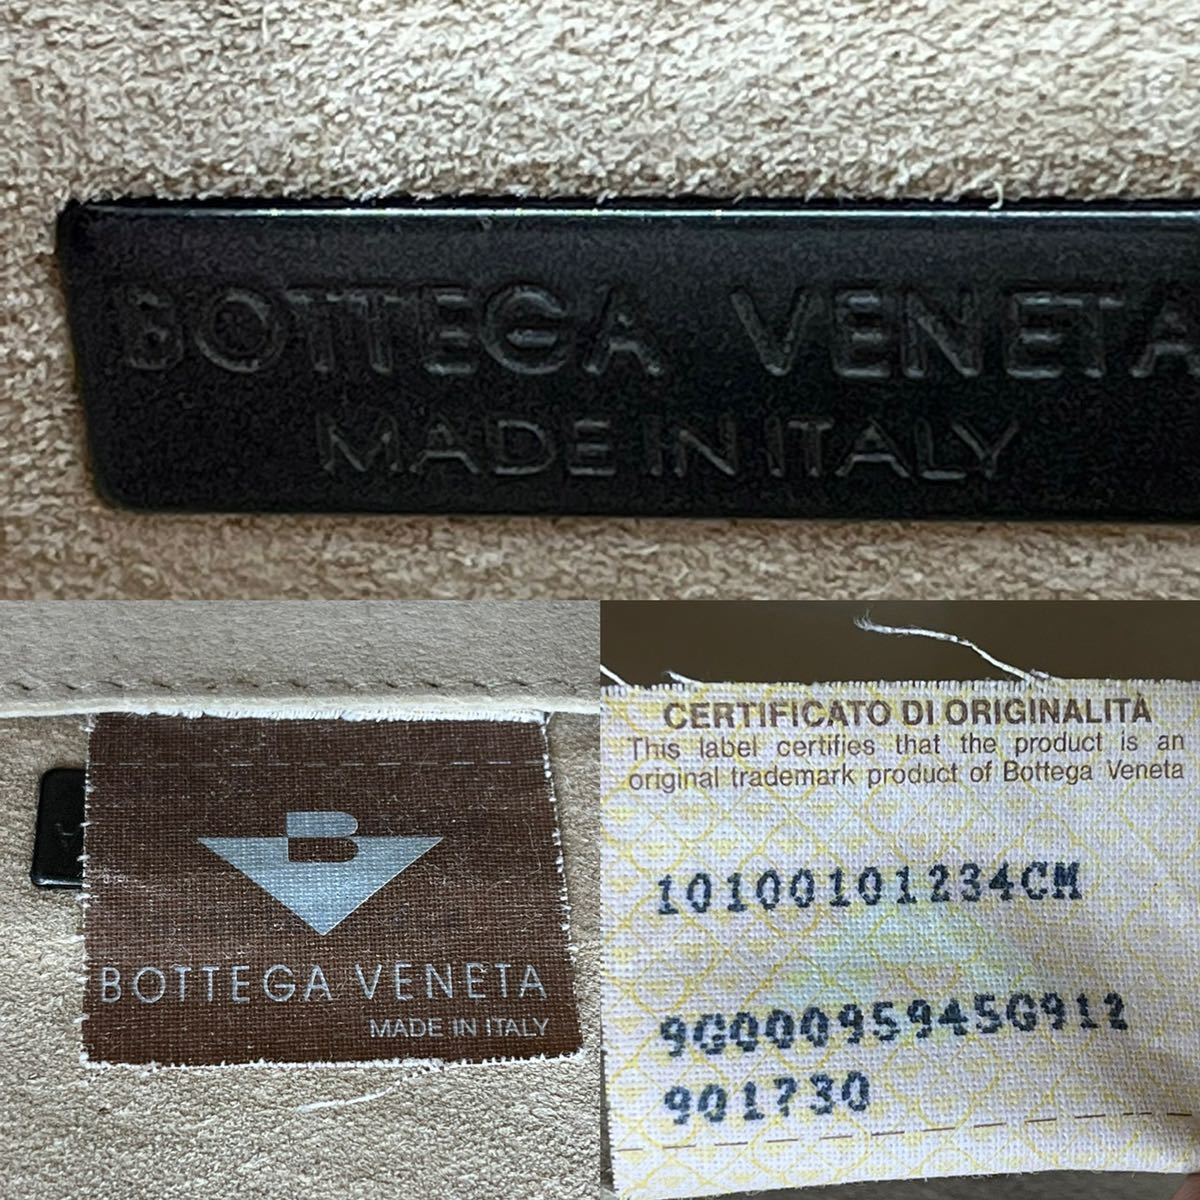 BOTTEGA VENETA
MADE IN ITALY
B
BOTTEGA VENETA
MADE IN ITALY
CERTIFICATO DI ORIGINALITÀ
This label certifies that the product is an
original trademark product of Bottega Veneta
10100101234CM
9G00095945G912
901730